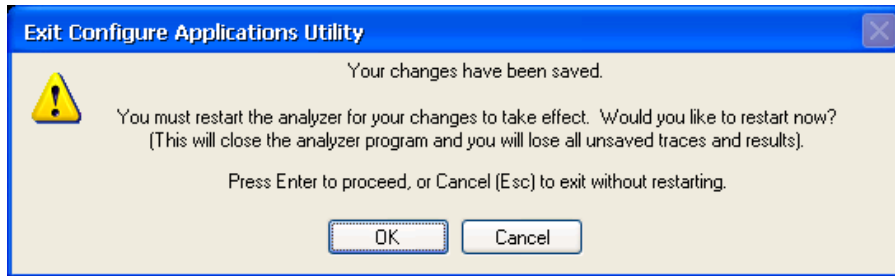 Exit Configure Applications Utility
Your changes have been saved.
You must restart the analyzer for your changes to take effect.  Would you like to restart now?
(This will close the analyzer program and you will lose all unsaved traces and results).
Press Enter to proceed, or Cancel (Esc) to exit without restarting.
OK
Cancel